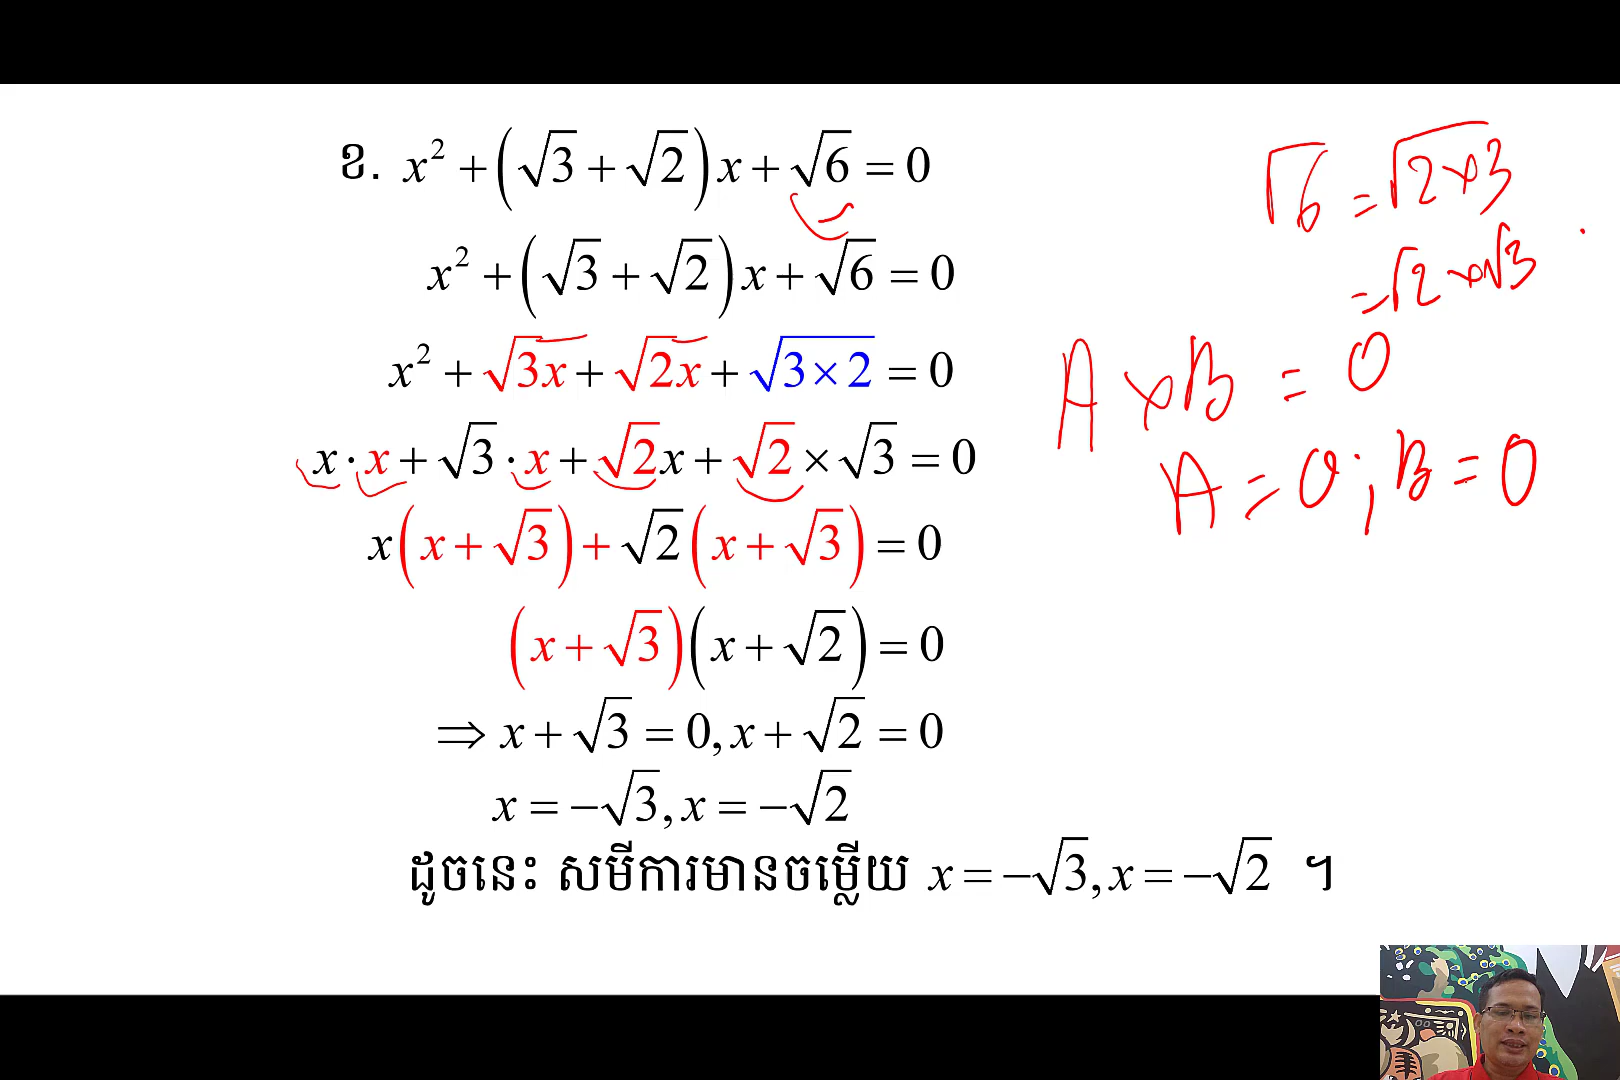 ខ. x² + (√3 + √2)x + √6 = 0
x² + (√3 + √2)x + √6 = 0
x² + √3x + √2x + √(3 × 2) = 0
x · x + √3 · x + √2x + √2 × √3 = 0
x(x + √3) + √2(x + √3) = 0
(x + √3)(x + √2) = 0
⇒ x + √3 = 0, x + √2 = 0
x = −√3, x = −√2
ដូចនេះ សមីការមានចម្លើយ x = −√3, x = −√2 ។
√6 = √(2×3)
= √2 × √3
A × B = 0
A = 0 ; B = 0